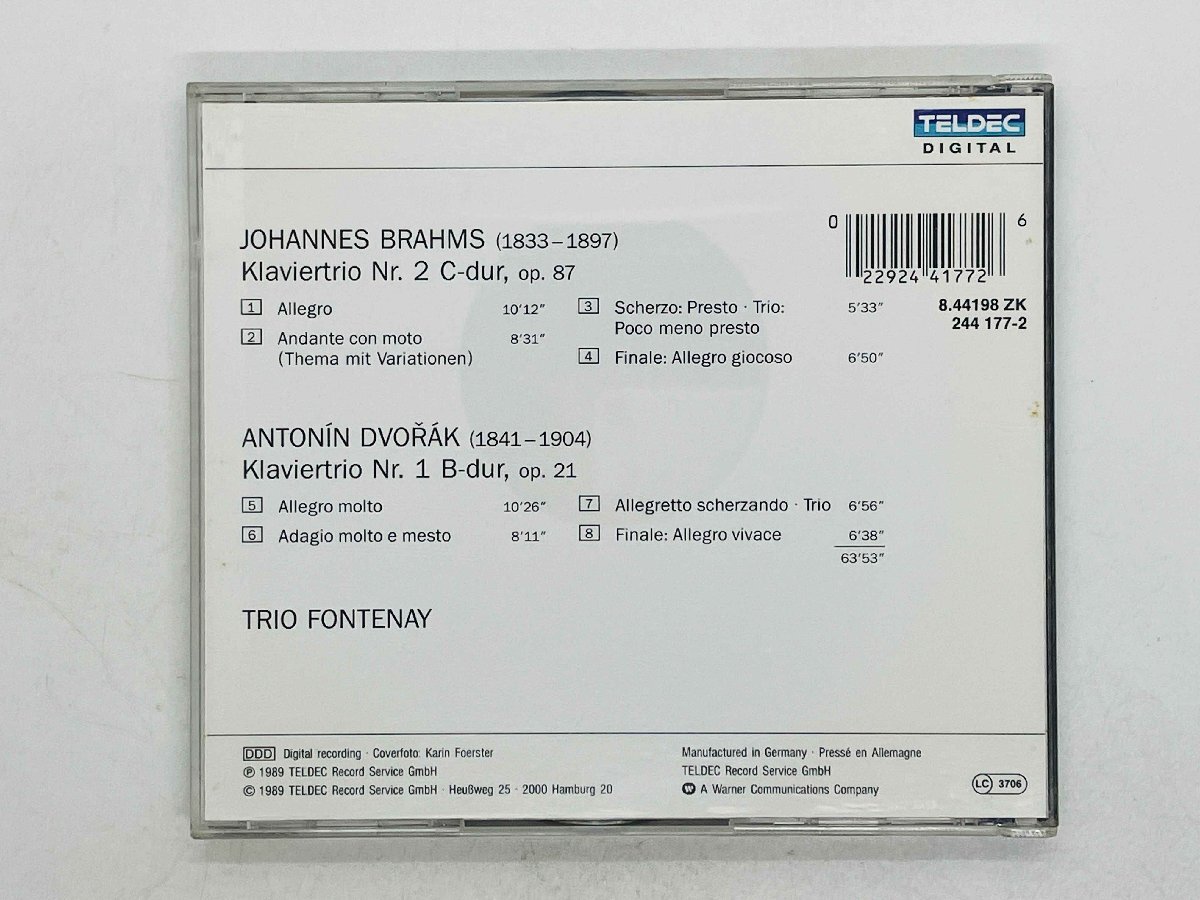 TELDEC
DIGITAL
0 22924 41772 6
8.44198 ZK
244 177-2
JOHANNES BRAHMS (1833–1897)
Klaviertrio Nr. 2 C-dur, op. 87
1 Allegro 10'12"
2 Andante con moto 8'31"
(Thema mit Variationen)
3 Scherzo: Presto · Trio: 5'33"
Poco meno presto
4 Finale: Allegro giocoso 6'50"
ANTONÍN DVOŘÁK (1841–1904)
Klaviertrio Nr. 1 B-dur, op. 21
5 Allegro molto 10'26"
6 Adagio molto e mesto 8'11"
7 Allegretto scherzando · Trio 6'56"
8 Finale: Allegro vivace 6'38"
63'53"
TRIO FONTENAY
DDD Digital recording · Coverfoto: Karin Foerster
℗ 1989 TELDEC Record Service GmbH
© 1989 TELDEC Record Service GmbH · Heußweg 25 · 2000 Hamburg 20
Manufactured in Germany · Pressé en Allemagne
TELDEC Record Service GmbH
A Warner Communications Company
LC 3706